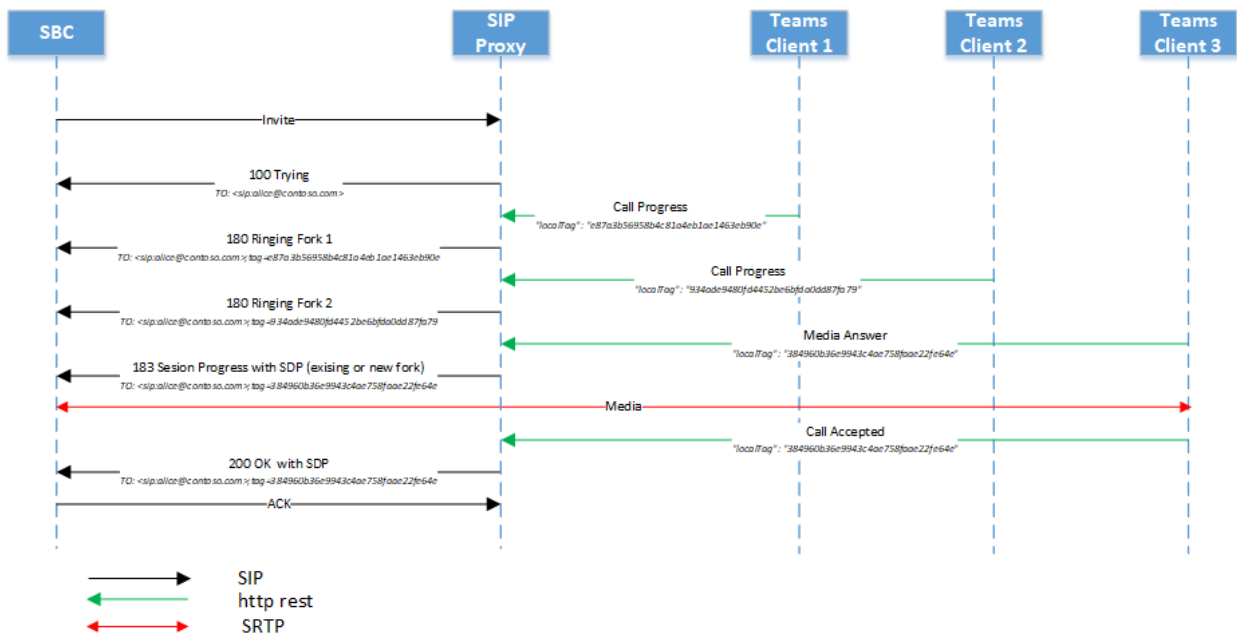 SBC
SIP
Proxy
Teams
Client 1
Teams
Client 2
Teams
Client 3
Invite
100 Trying
TO: <sip:alice@contoso.com>
Call Progress
"localTag" : "e87a3b56958b4c81a4eb1ae1463eb90e"
180 Ringing Fork 1
TO: <sip:alice@contoso.com>;tag=e87a3b56958b4c81a4eb1ae1463eb90e
Call Progress
"localTag" : "934ade9480fd4452be6bfda0dd87fa79"
180 Ringing Fork 2
TO: <sip:alice@contoso.com>;tag=934ade9480fd4452be6bfda0dd87fa79
Media Answer
"localTag" : "384960b36e9943c4ae758faae22fe64e"
183 Sesion Progress with SDP (exising or new fork)
TO: <sip:alice@contoso.com>;tag=384960b36e9943c4ae758faae22fe64e
Media
Call Accepted
"localTag" : "384960b36e9943c4ae758faae22fe64e"
200 OK with SDP
TO: <sip:alice@contoso.com>;tag=384960b36e9943c4ae758faae22fe64e
ACK
SIP
http rest
SRTP